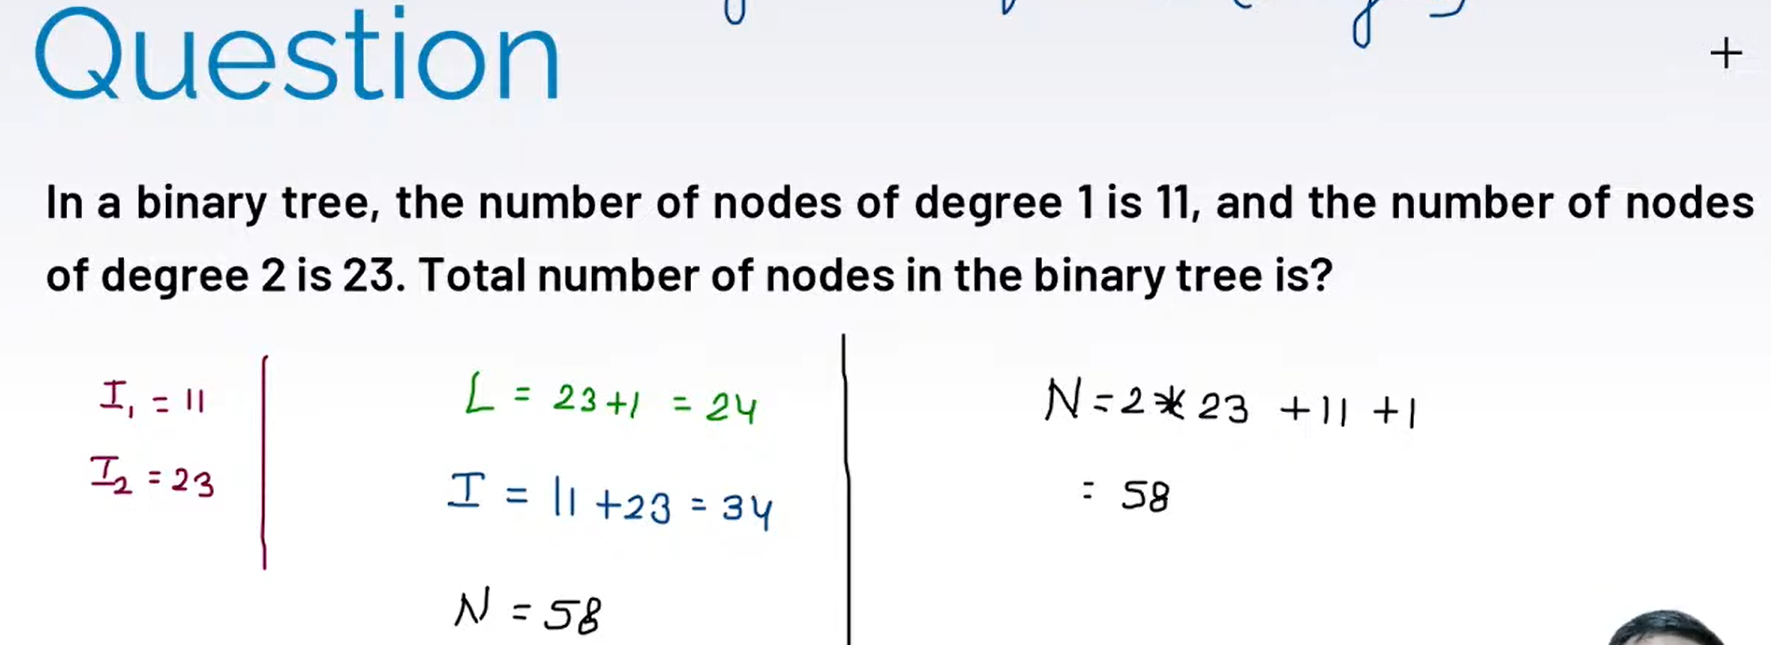 Question
+
In a binary tree, the number of nodes of degree 1 is 11, and the number of nodes
of degree 2 is 23. Total number of nodes in the binary tree is?
I₁ = 11
I₂ = 23
L = 23+1 = 24
I = 11 +23 = 34
N = 58
N = 2 * 23 +11 +1
= 58